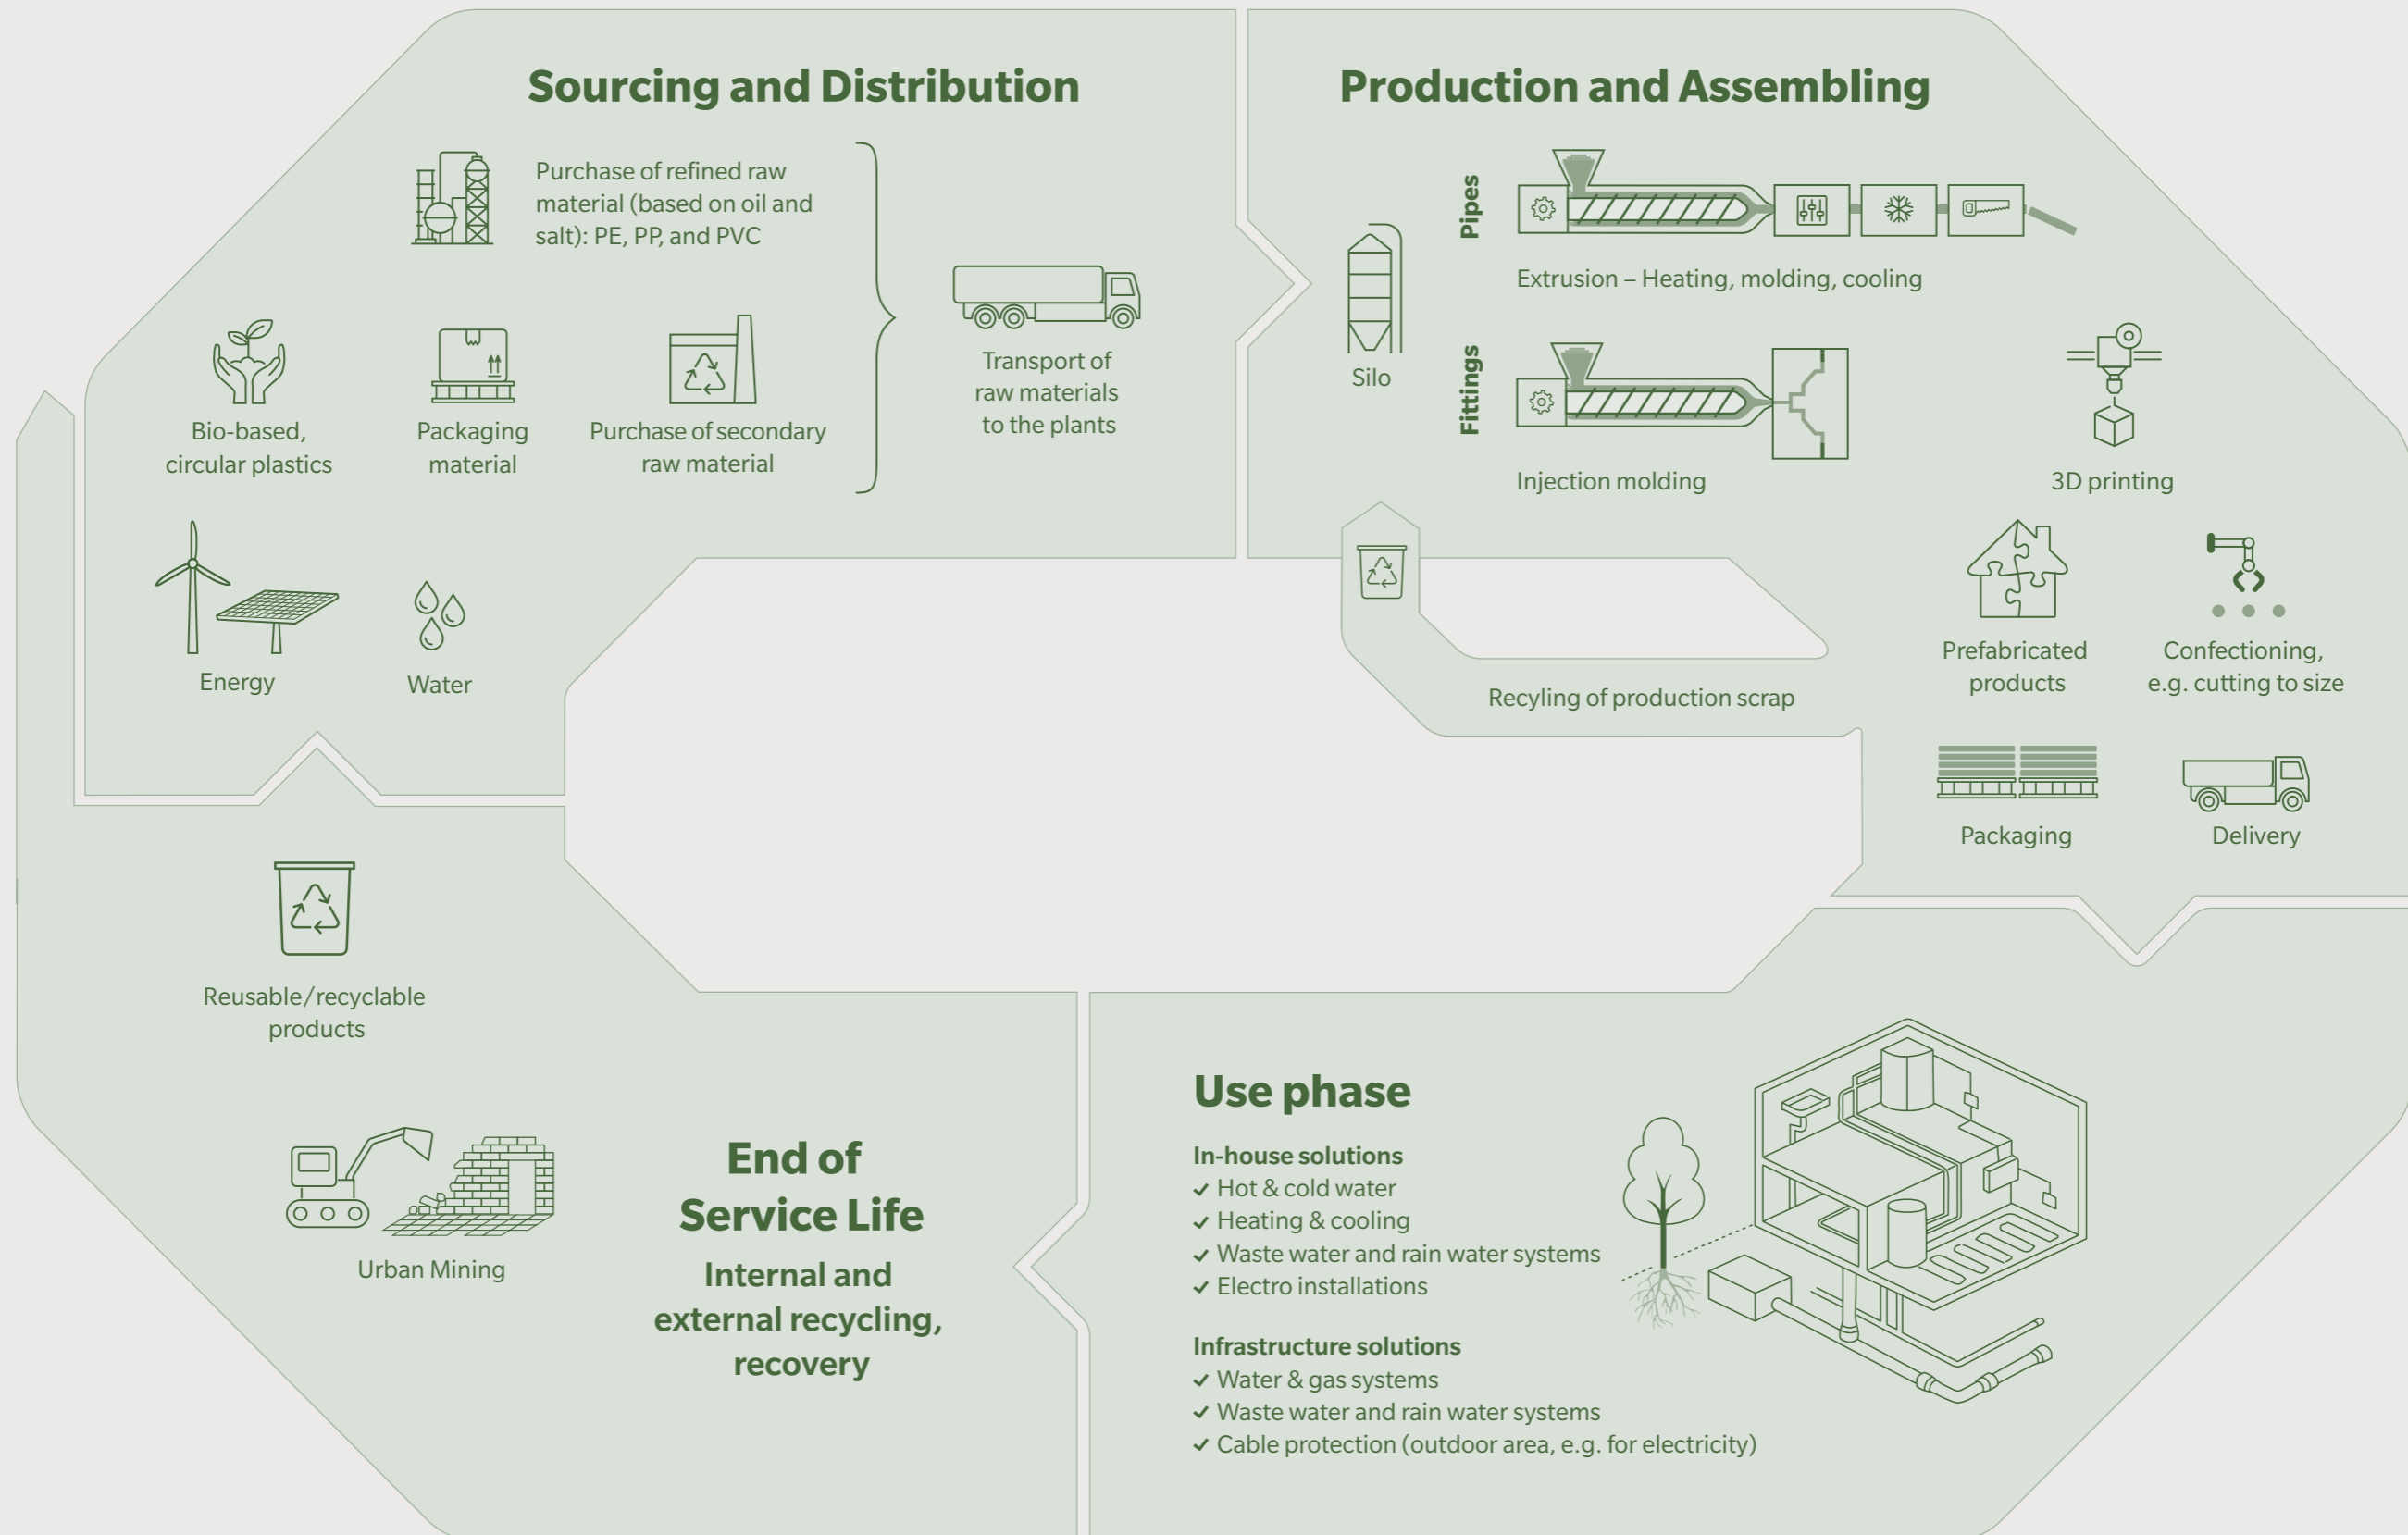 Sourcing and Distribution
Purchase of refined raw
material (based on oil and
salt): PE, PP, and PVC
Bio-based,
circular plastics
Packaging
material
Purchase of secondary
raw material
Transport of
raw materials
to the plants
Energy
Water
Production and Assembling
Silo
Pipes
Extrusion – Heating, molding, cooling
Fittings
Injection molding
3D printing
Recyling of production scrap
Prefabricated
products
Confectioning,
e.g. cutting to size
Packaging
Delivery
Use phase
In-house solutions
✓ Hot & cold water
✓ Heating & cooling
✓ Waste water and rain water systems
✓ Electro installations
Infrastructure solutions
✓ Water & gas systems
✓ Waste water and rain water systems
✓ Cable protection (outdoor area, e.g. for electricity)
End of
Service Life
Internal and
external recycling,
recovery
Reusable/recyclable
products
Urban Mining